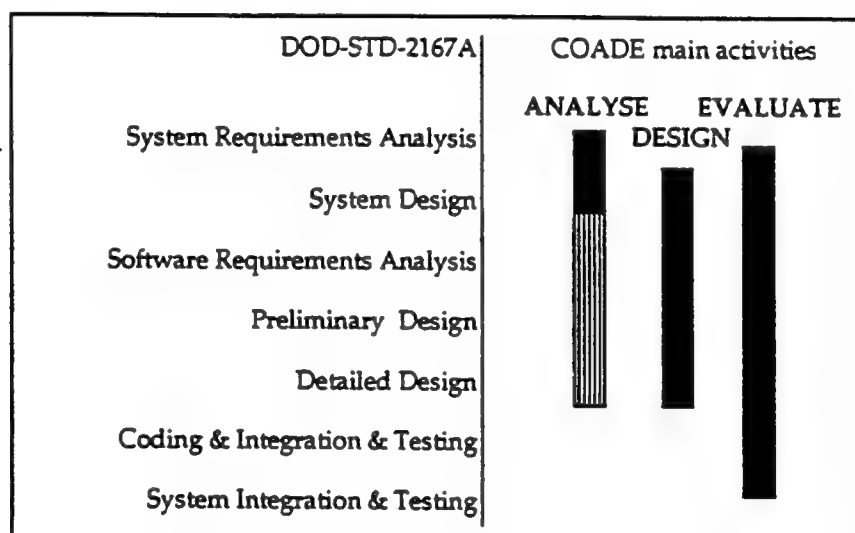 DOD-STD-2167A COADE main activities
ANALYSE EVALUATE
System Requirements Analysis DESIGN
System Design
Software Requirements Analysis
Preliminary Design
Detailed Design
Coding & Integration & Testing
System Integration & Testing